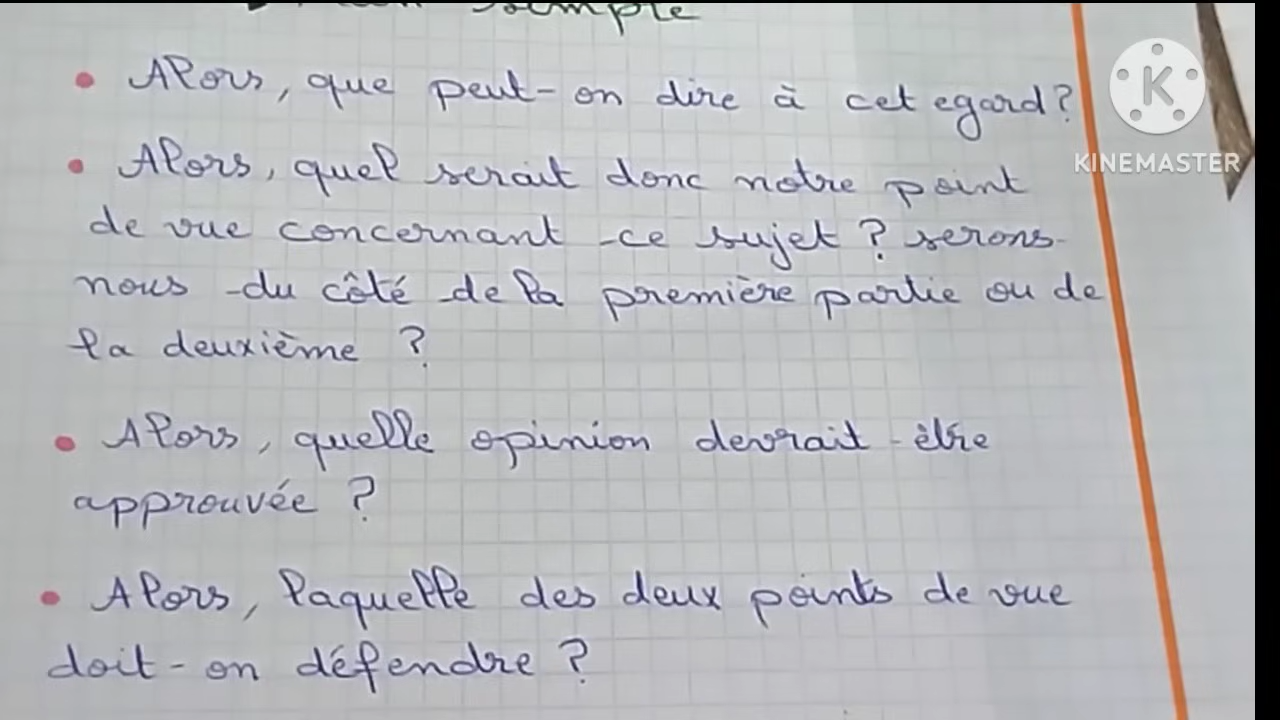 simple
• Alors, que peut-on dire à cet egard?
• Alors, quel serait donc notre point
de vue concernant ce sujet ? serons-
nous du côté de la première partie ou de
la deuxième ?
• Alors, quelle opinion devrait être
approuvée ?
• Alors, laquelle des deux points de vue
doit-on défendre ?
KINEMASTER